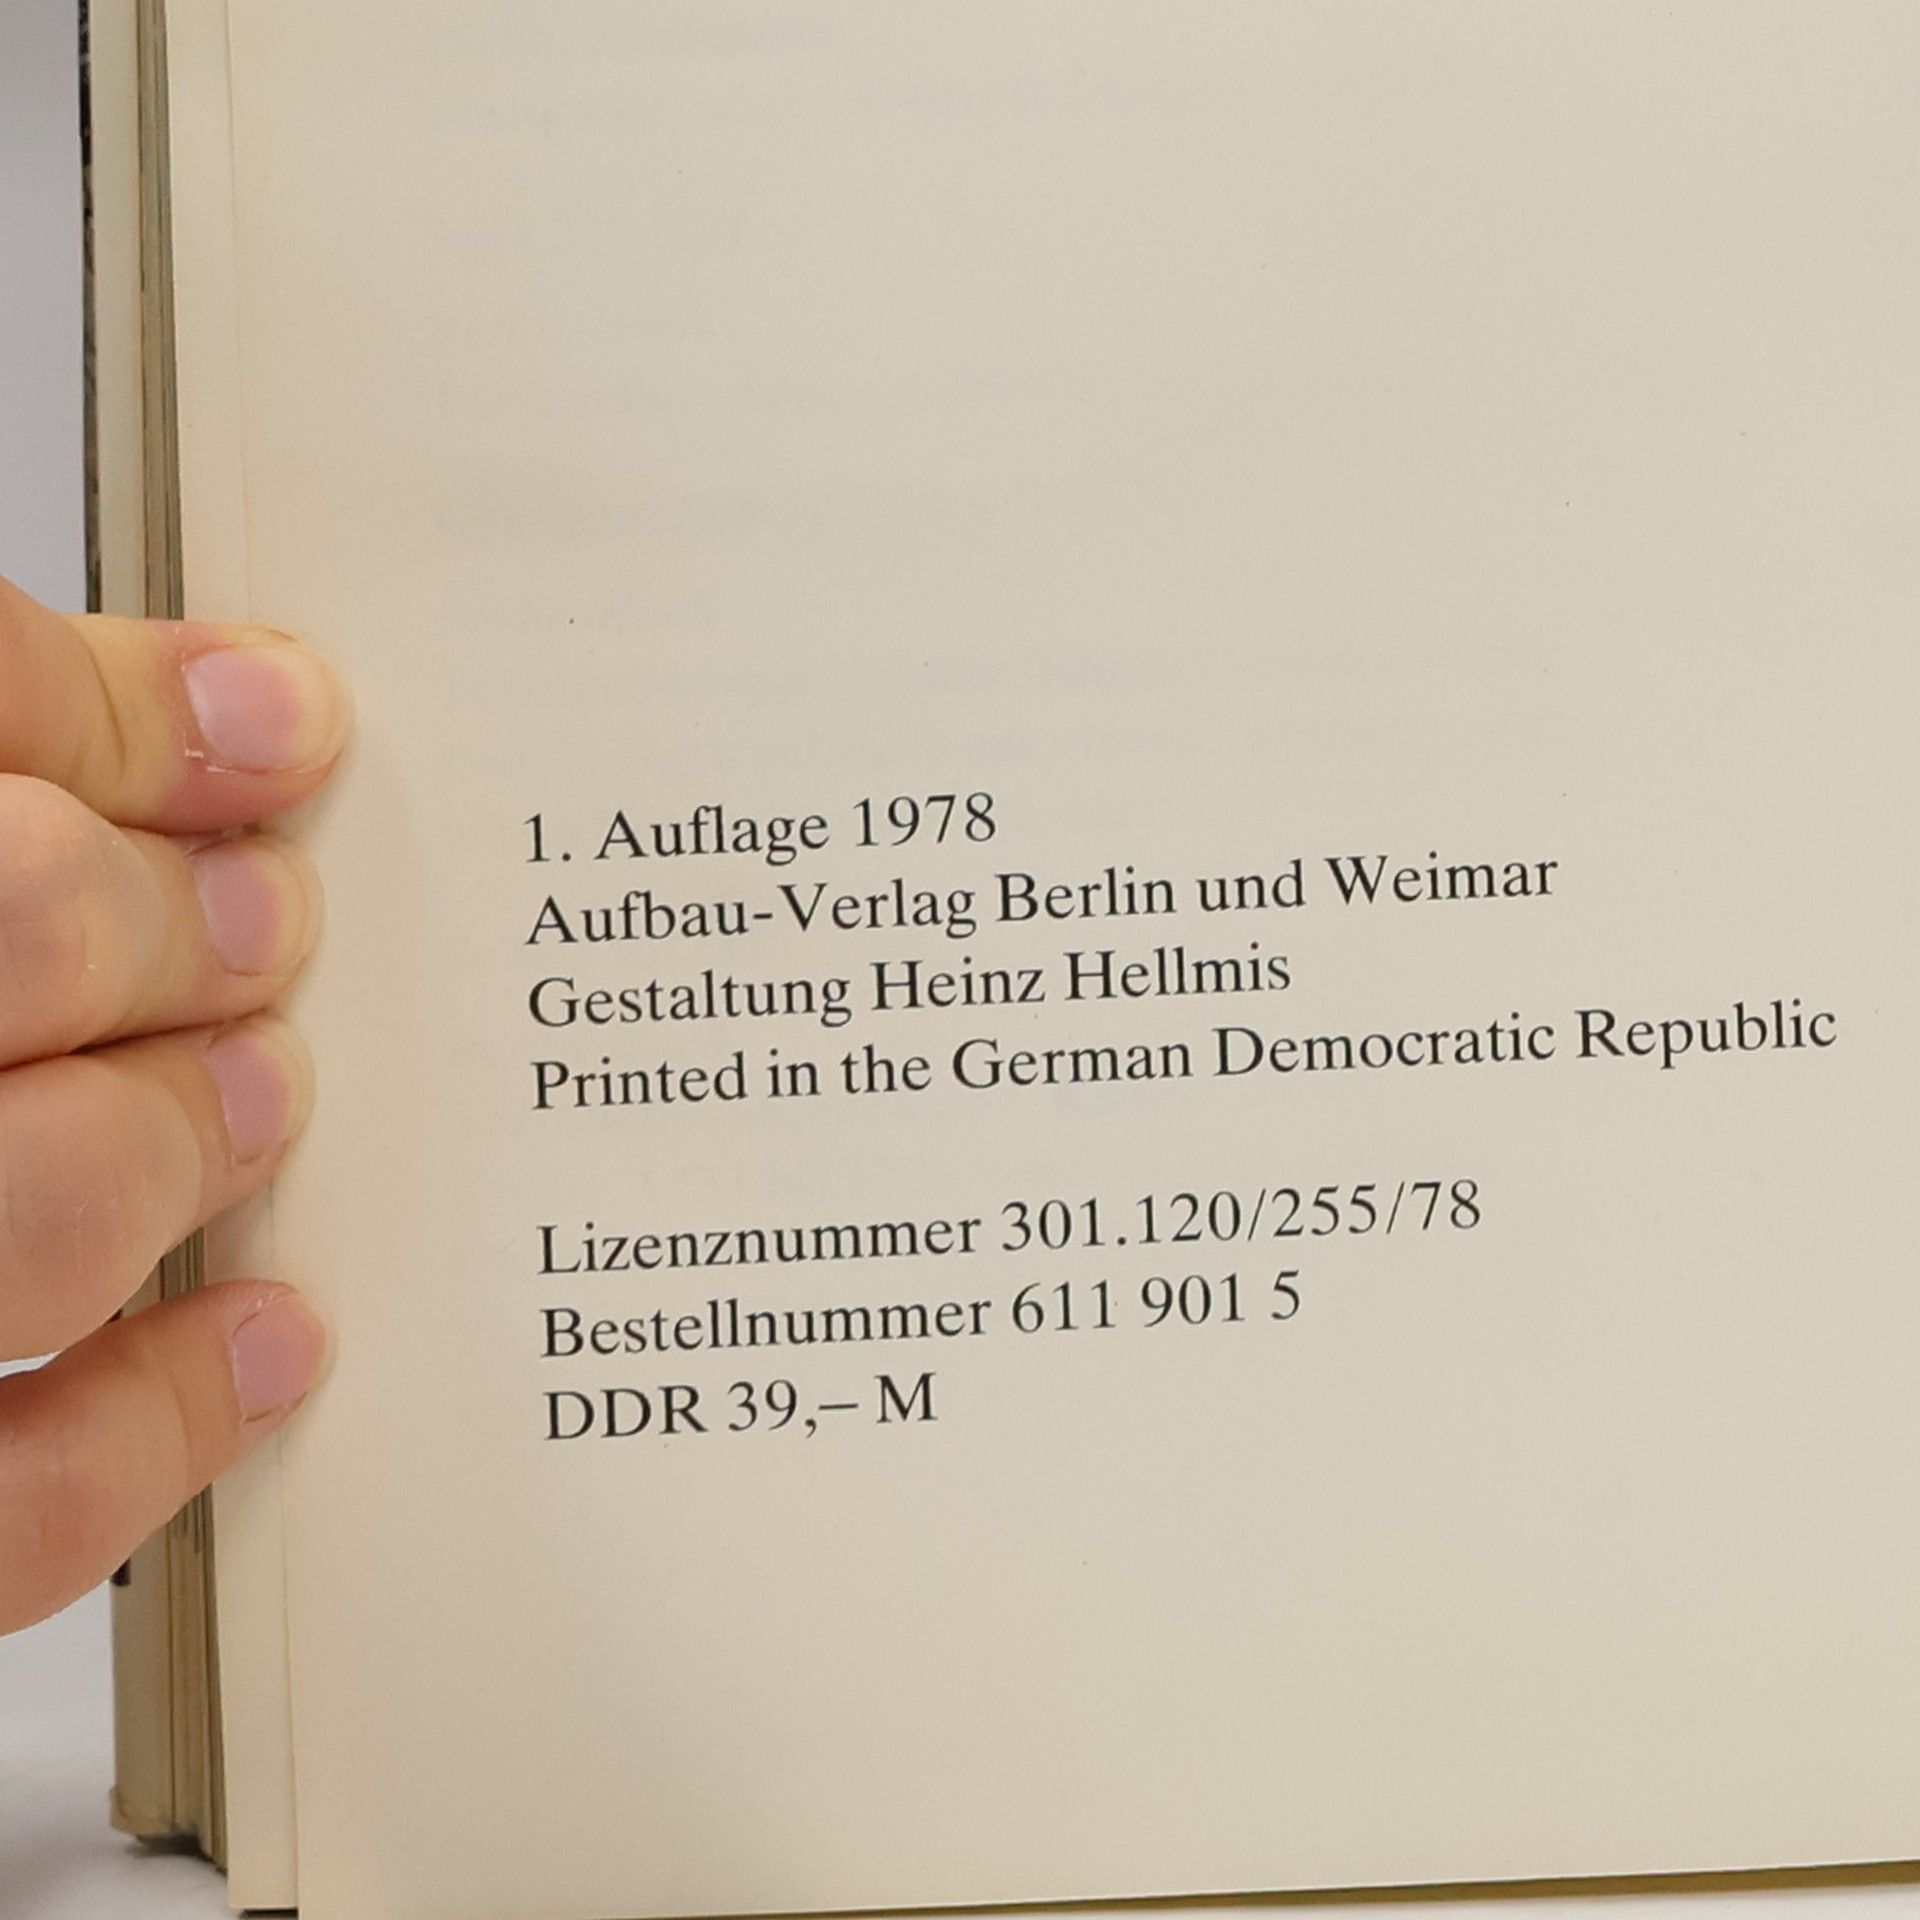 1. Auflage 1978
Aufbau-Verlag Berlin und Weimar
Gestaltung Heinz Hellmis
Printed in the German Democratic Republic
Lizenznummer 301.120/255/78
Bestellnummer 611 901 5
DDR 39,– M